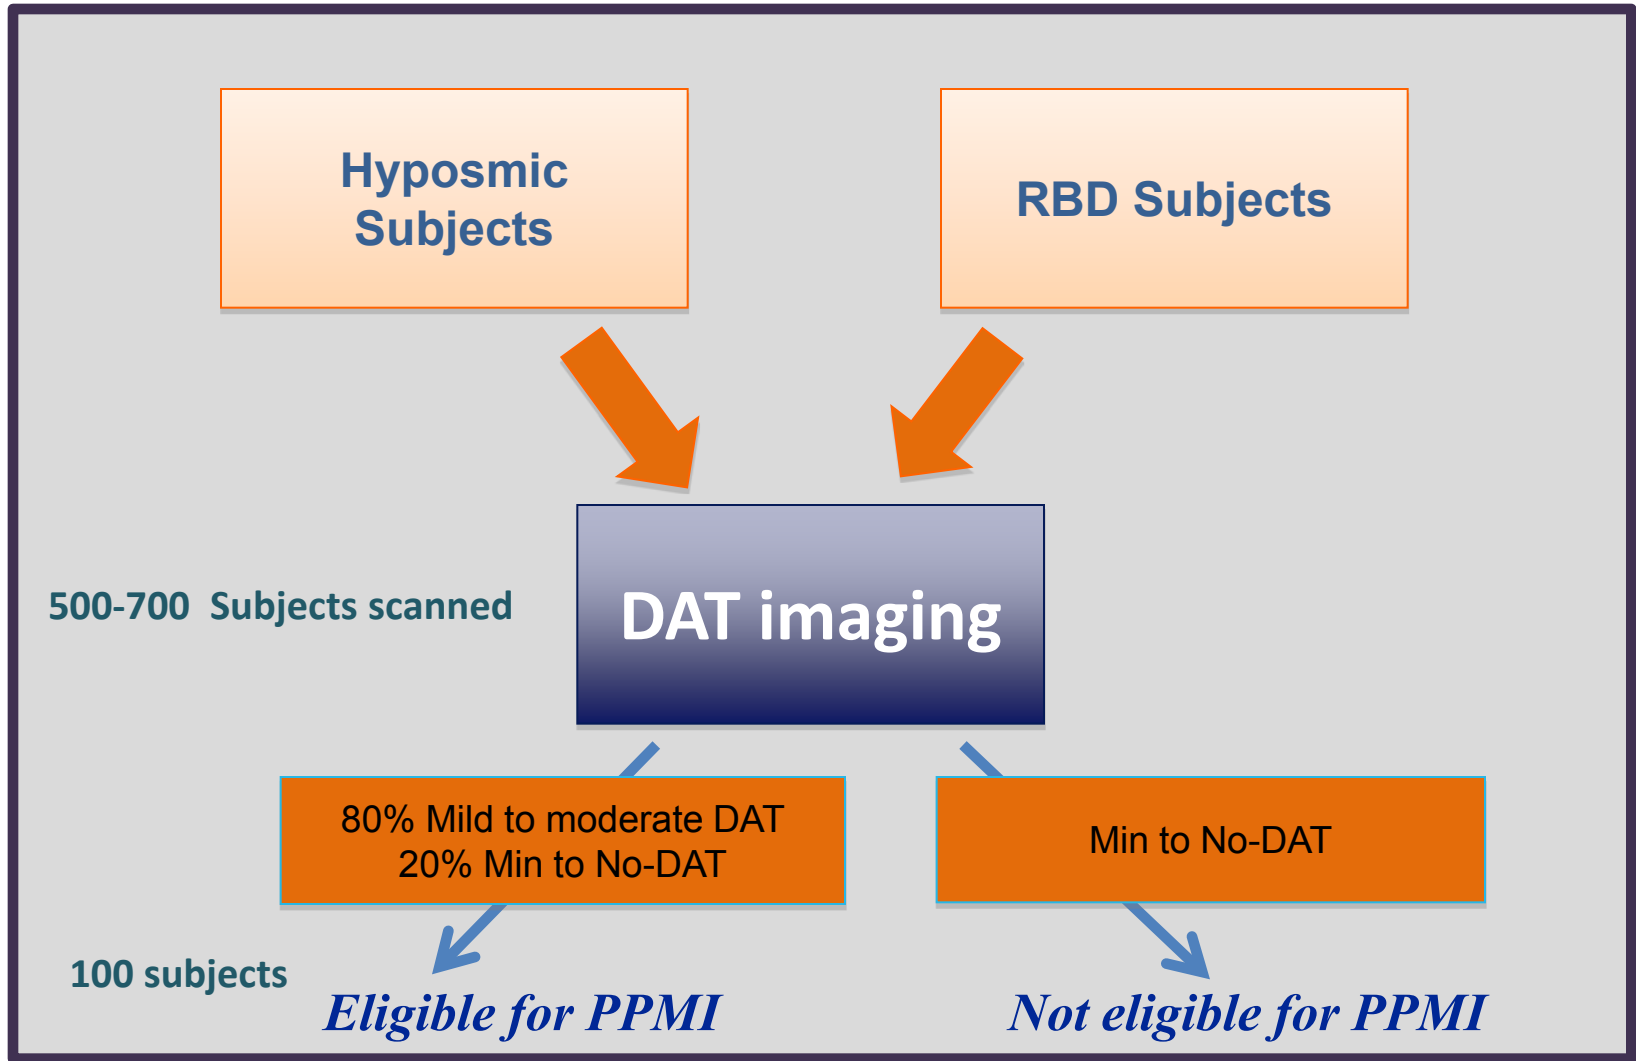 Hyposmic
Subjects
RBD Subjects
500-700 Subjects scanned
DAT imaging
80% Mild to moderate DAT
20% Min to No-DAT
Min to No-DAT
100 subjects
Eligible for PPMI
Not eligible for PPMI